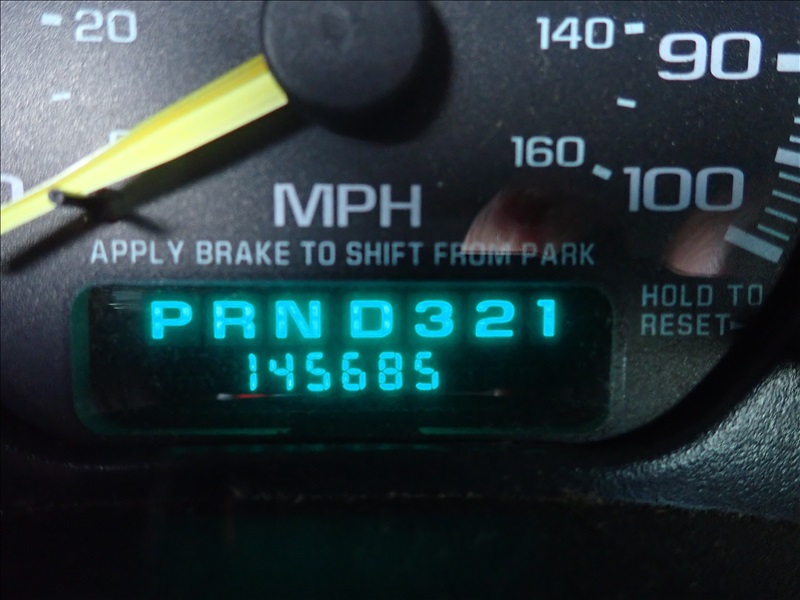 20
140
90
160
100
MPH
APPLY BRAKE TO SHIFT FROM PARK
HOLD TO
RESET
PRND321
145685